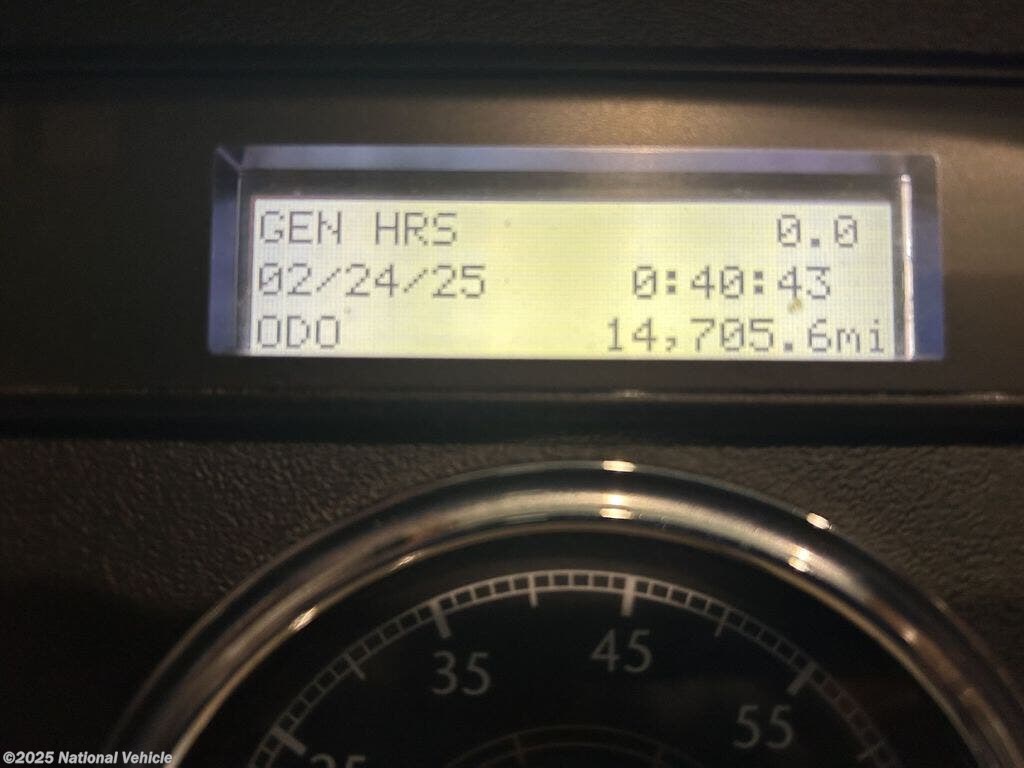 GEN HRS 0.0
02/24/25 0:40:43
ODO 14,705.6mi
35 45
55
©2025 National Vehicle